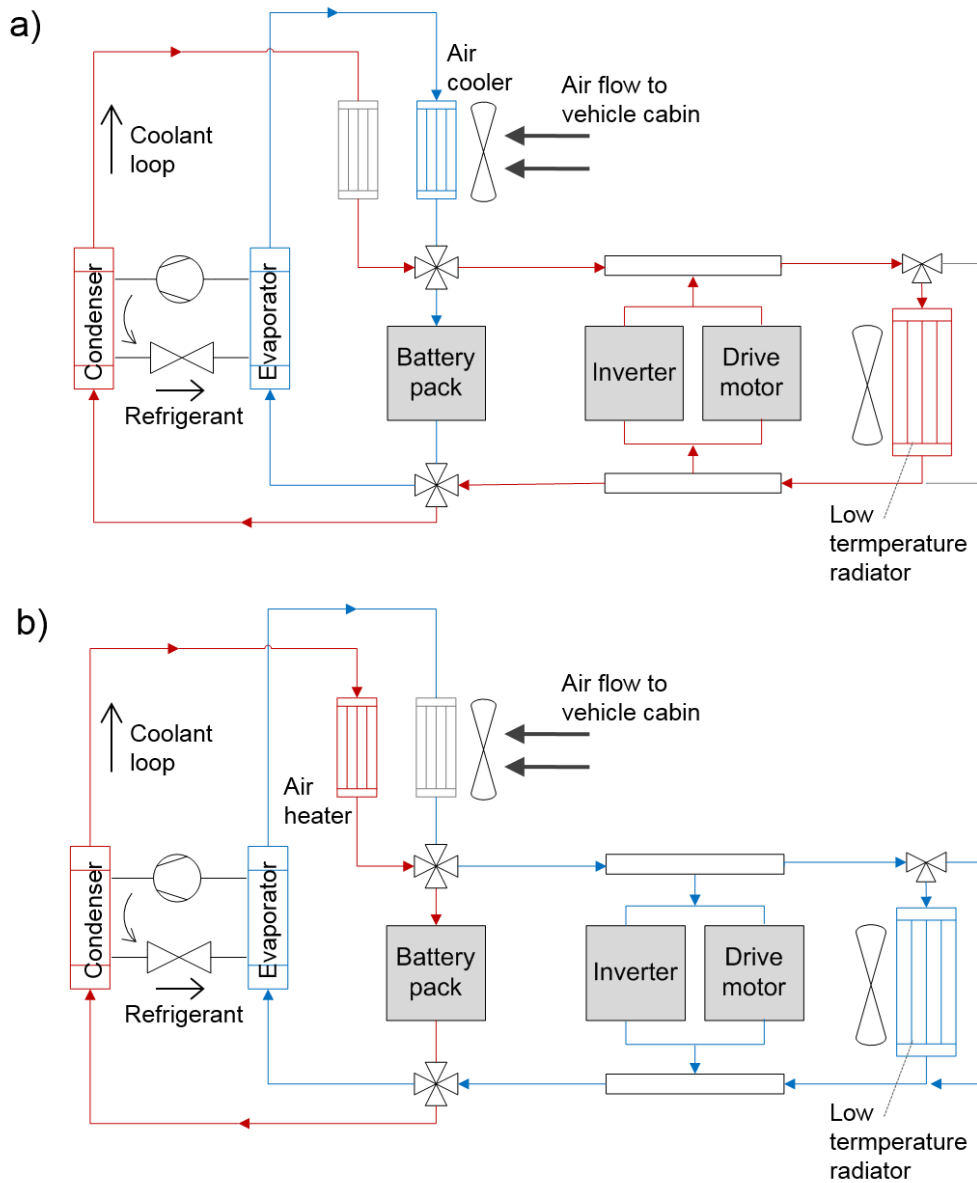 a)
Air
cooler
Air flow to
vehicle cabin
Coolant
loop
Condenser
Evaporator
Refrigerant
Battery
pack
Inverter
Drive
motor
Low
termperature
radiator
b)
Air flow to
vehicle cabin
Coolant
loop
Air
heater
Condenser
Evaporator
Refrigerant
Battery
pack
Inverter
Drive
motor
Low
termperature
radiator